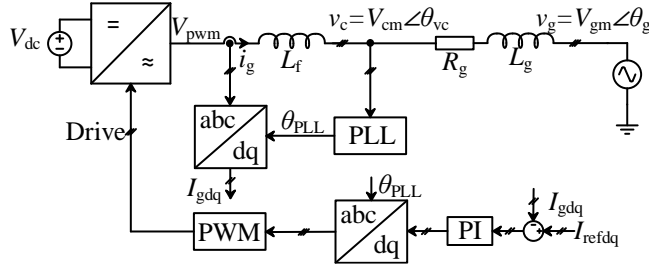 V_dc
=
≈
V_pwm
i_g
L_f
v_c=V_cm∠θ_vc
R_g
L_g
v_g=V_gm∠θ_g
abc
dq
θ_PLL
PLL
Drive
I_gdq
PWM
θ_PLL
abc
dq
PI
I_gdq
+
-
I_refdq